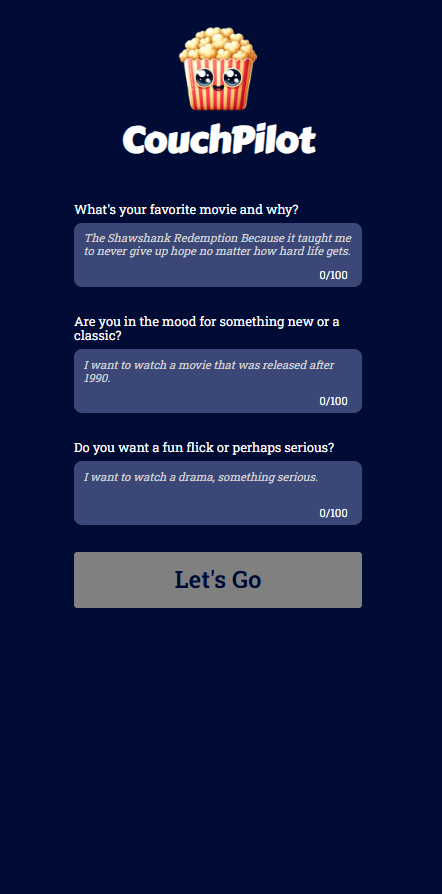 CouchPilot
What's your favorite movie and why?
The Shawshank Redemption Because it taught me
to never give up hope no matter how hard life gets.
0/100
Are you in the mood for something new or a
classic?
I want to watch a movie that was released after
1990.
0/100
Do you want a fun flick or perhaps serious?
I want to watch a drama, something serious.
0/100
Let's Go